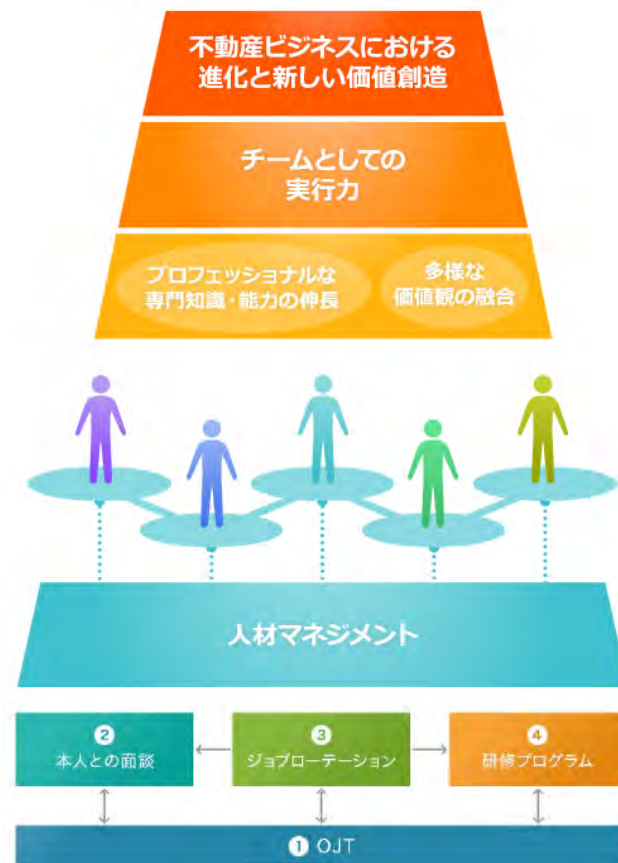 不動産ビジネスにおける
進化と新しい価値創造
チームとしての
実行力
プロフェッショナルな
専門知識・能力の伸長
多様な
価値観の融合
人材マネジメント
2
本人との面談
3
ジョブローテーション
4
研修プログラム
1 OJT